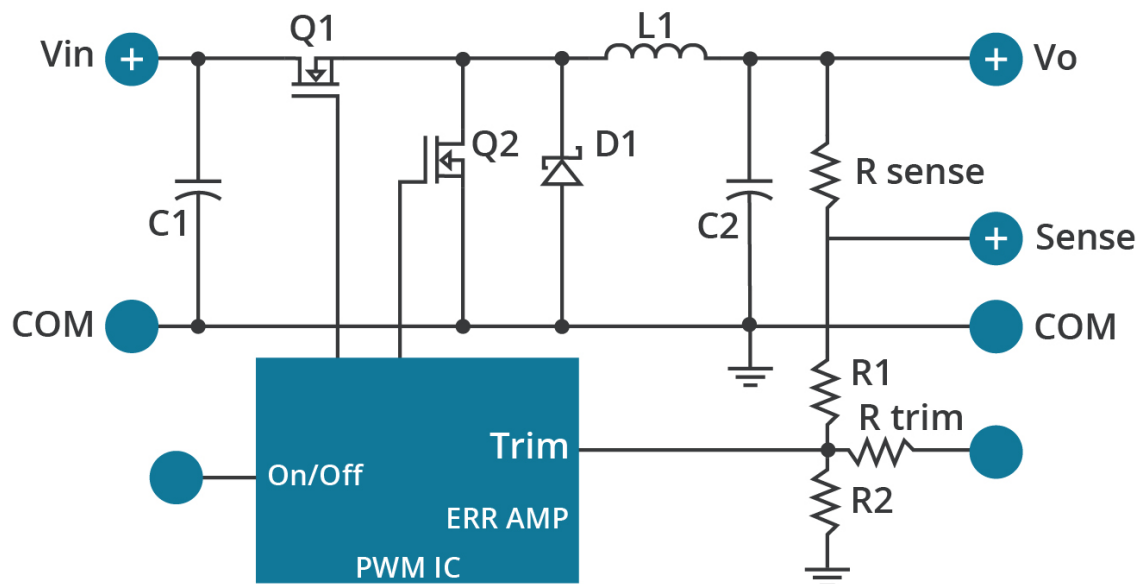 Q1
L1
Vin
+
+
Vo
Q2
D1
R sense
C1
C2
+
Sense
COM
COM
R1
R trim
Trim
On/Off
R2
ERR AMP
PWM IC